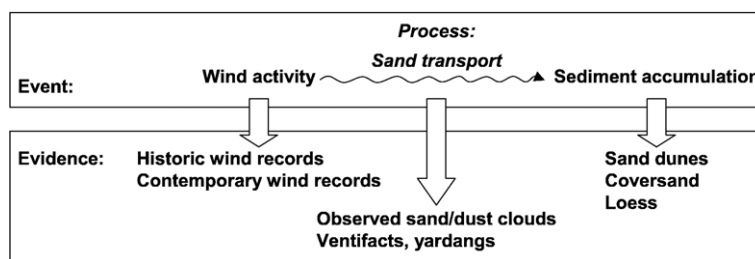 Process:
Sand transport
Event:
Wind activity
Sediment accumulation
Evidence:
Historic wind records
Contemporary wind records
Observed sand/dust clouds
Ventifacts, yardangs
Sand dunes
Coversand
Loess